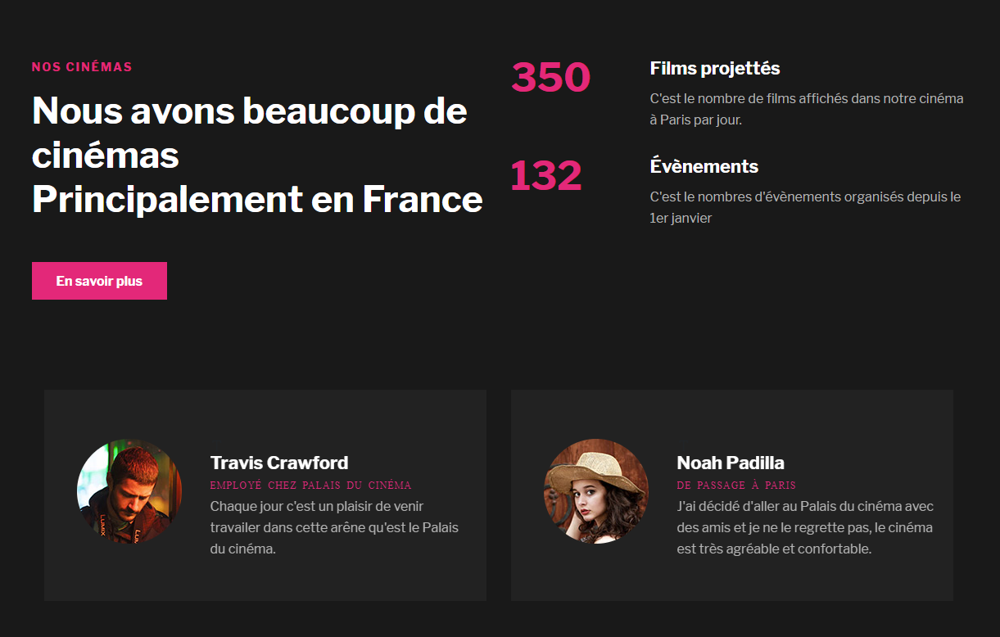 NOS CINÉMAS
Nous avons beaucoup de
cinémas
Principalement en France
En savoir plus
350
Films projettés
C'est le nombre de films affichés dans notre cinéma
à Paris par jour.
132
Évènements
C'est le nombres d'évènements organisés depuis le
1er janvier
LUMIX
LU
Travis Crawford
EMPLOYÉ CHEZ PALAIS DU CINÉMA
Chaque jour c'est un plaisir de venir
travailer dans cette arêne qu'est le Palais
du cinéma.
Noah Padilla
DE PASSAGE À PARIS
J'ai décidé d'aller au Palais du cinéma avec
des amis et je ne le regrette pas, le cinéma
est très agréable et confortable.